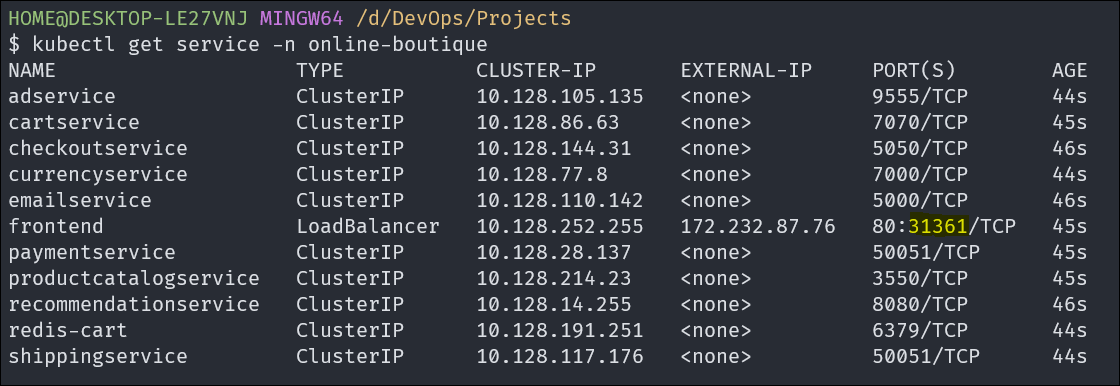 HOME@DESKTOP-LE27VNJ MINGW64 /d/DevOps/Projects
$ kubectl get service -n online-boutique
NAME                    TYPE           CLUSTER-IP       EXTERNAL-IP     PORT(S)        AGE
adservice               ClusterIP      10.128.105.135   <none>          9555/TCP       44s
cartservice             ClusterIP      10.128.86.63     <none>          7070/TCP       45s
checkoutservice         ClusterIP      10.128.144.31    <none>          5050/TCP       46s
currencyservice         ClusterIP      10.128.77.8      <none>          7000/TCP       44s
emailservice            ClusterIP      10.128.110.142   <none>          5000/TCP       46s
frontend                LoadBalancer   10.128.252.255   172.232.87.76   80:31361/TCP   45s
paymentservice          ClusterIP      10.128.28.137    <none>          50051/TCP      45s
productcatalogservice   ClusterIP      10.128.214.23    <none>          3550/TCP       45s
recommendationservice   ClusterIP      10.128.14.255    <none>          8080/TCP       46s
redis-cart              ClusterIP      10.128.191.251   <none>          6379/TCP       44s
shippingservice         ClusterIP      10.128.117.176   <none>          50051/TCP      44s